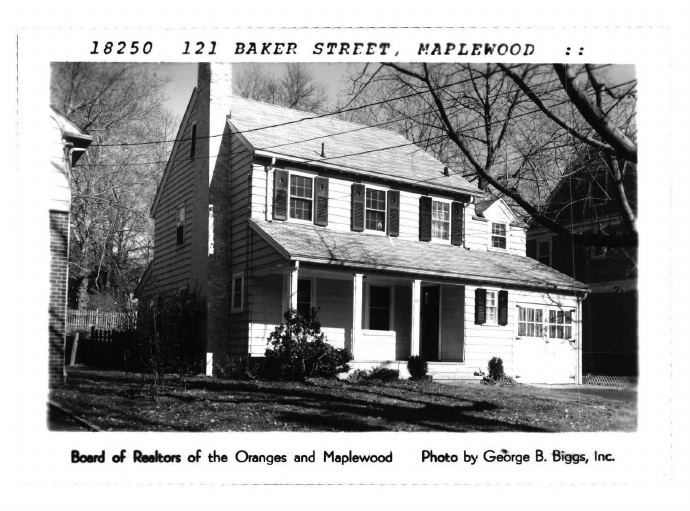 18250 121 BAKER STREET, MAPLEWOOD ::
Board of Realtors of the Oranges and Maplewood Photo by George B. Biggs, Inc.